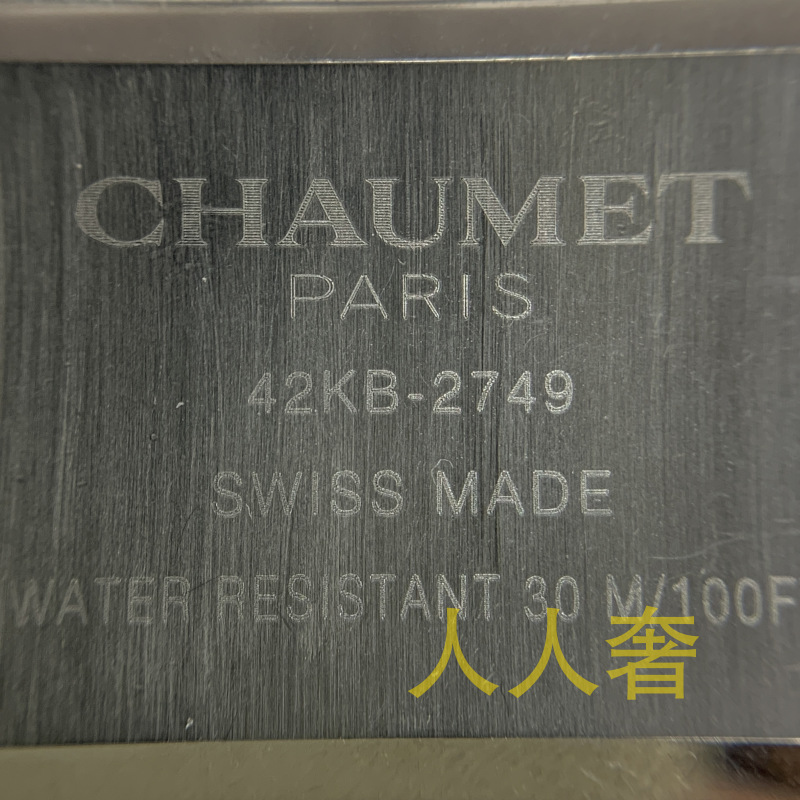 CHAUMET
PARIS
42KB-2749
SWISS MADE
WATER RESISTANT 30 M/100F
人人奢